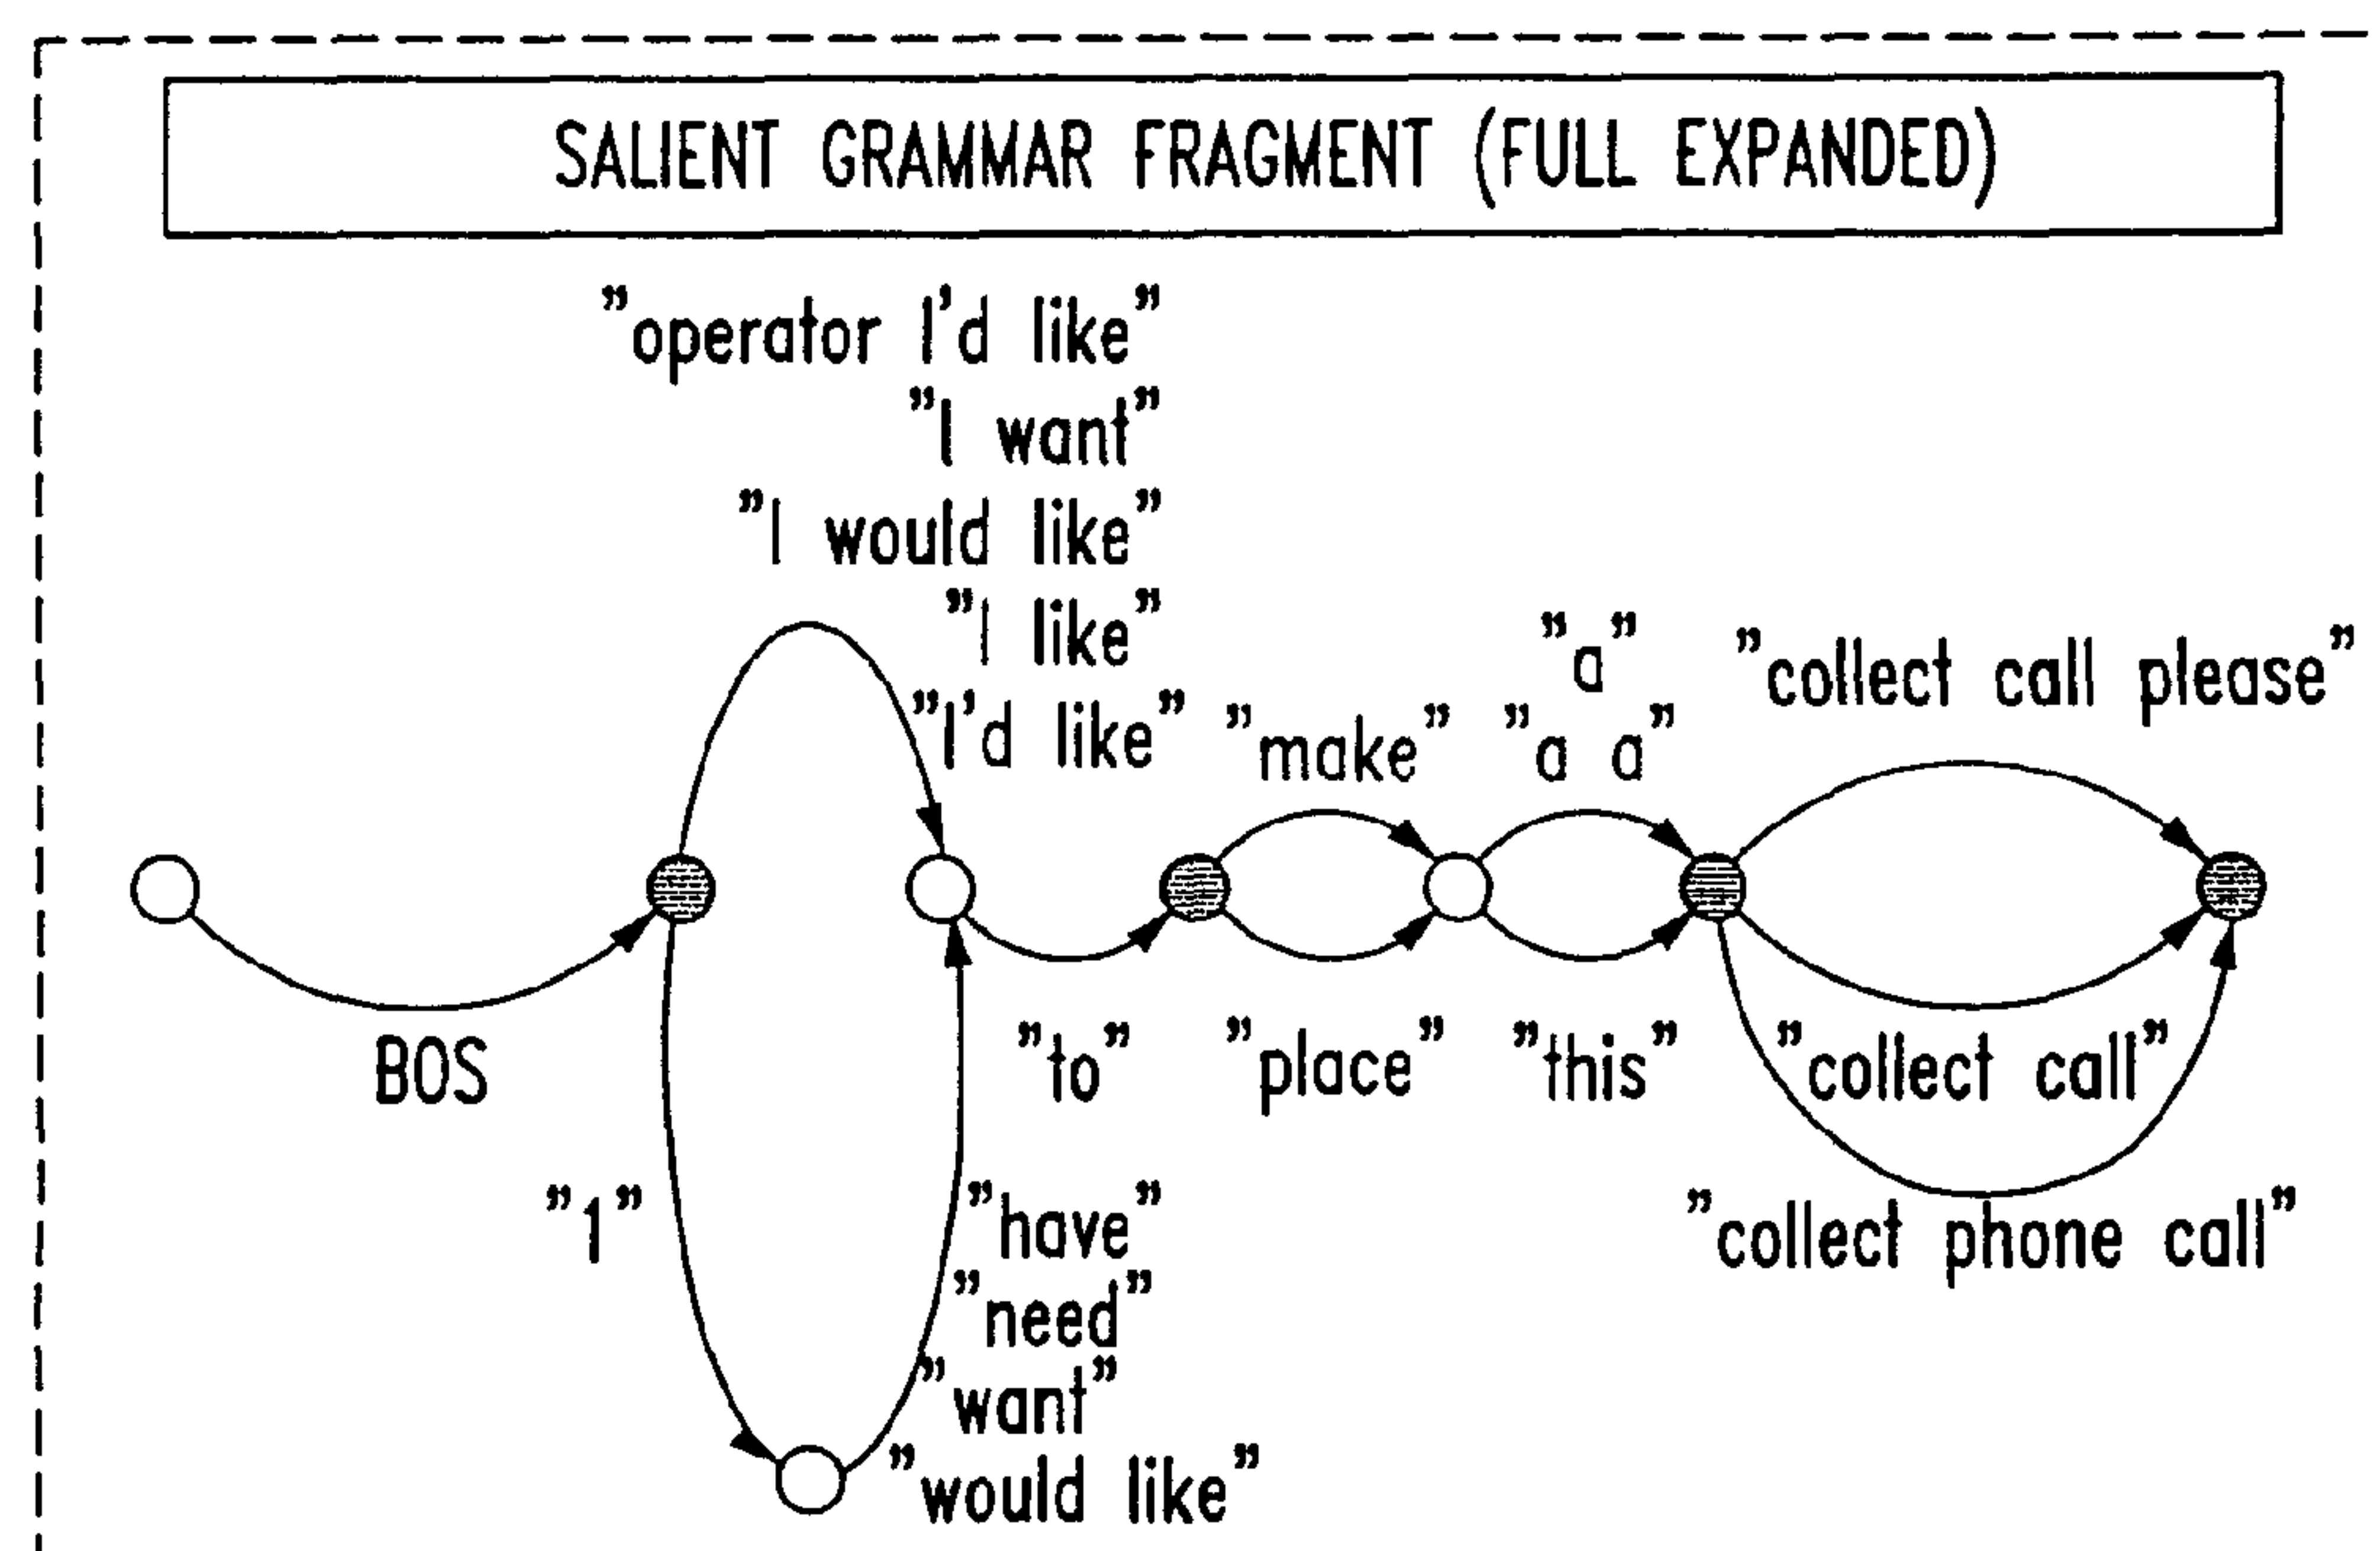 SALIENT GRAMMAR FRAGMENT (FULL EXPANDED)
"operator I'd like"
"I want"
"I would like"
"I like"
"I'd like"
"make"
"a"
"a a"
"collect call please"
BOS
"to"
"place"
"this"
"collect call"
"1"
"have"
"need"
"want"
"would like"
"collect phone call"